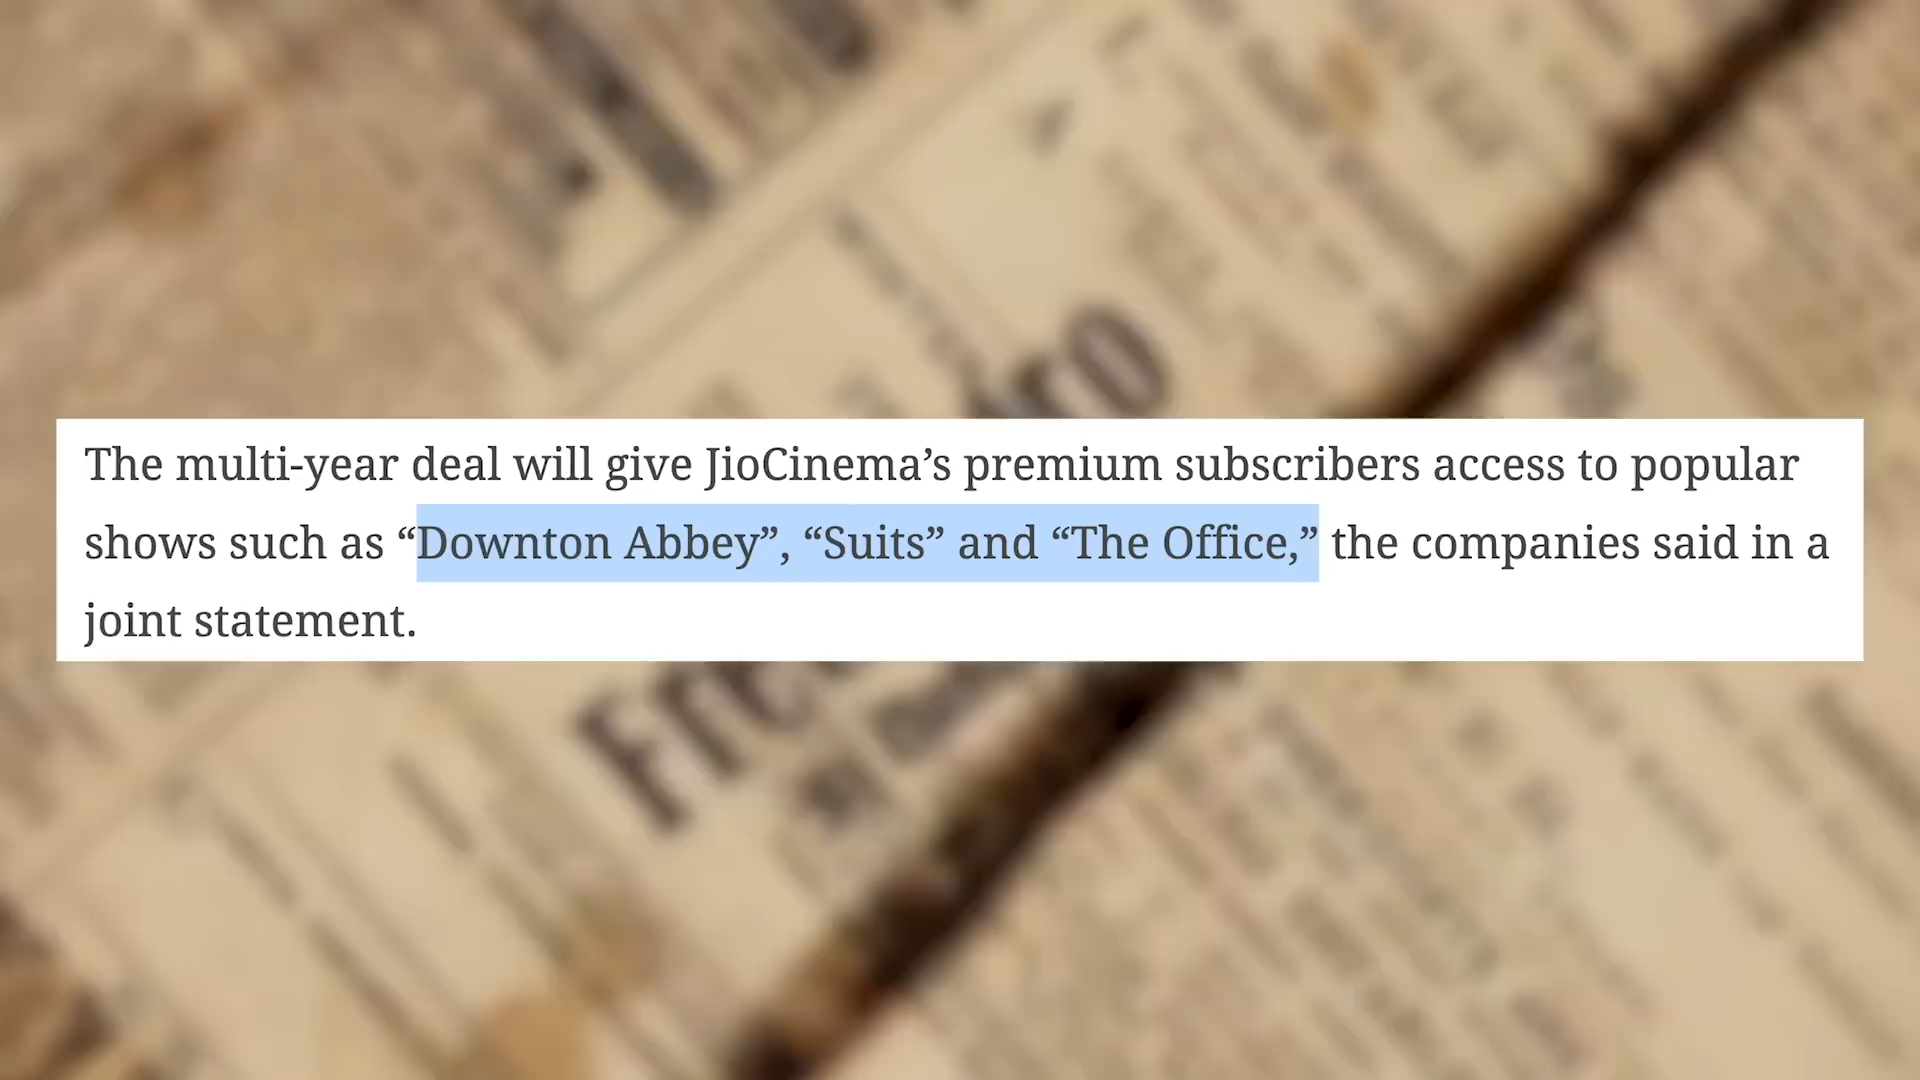 The multi-year deal will give JioCinema’s premium subscribers access to popular
shows such as “Downton Abbey”, “Suits” and “The Office,” the companies said in a
joint statement.